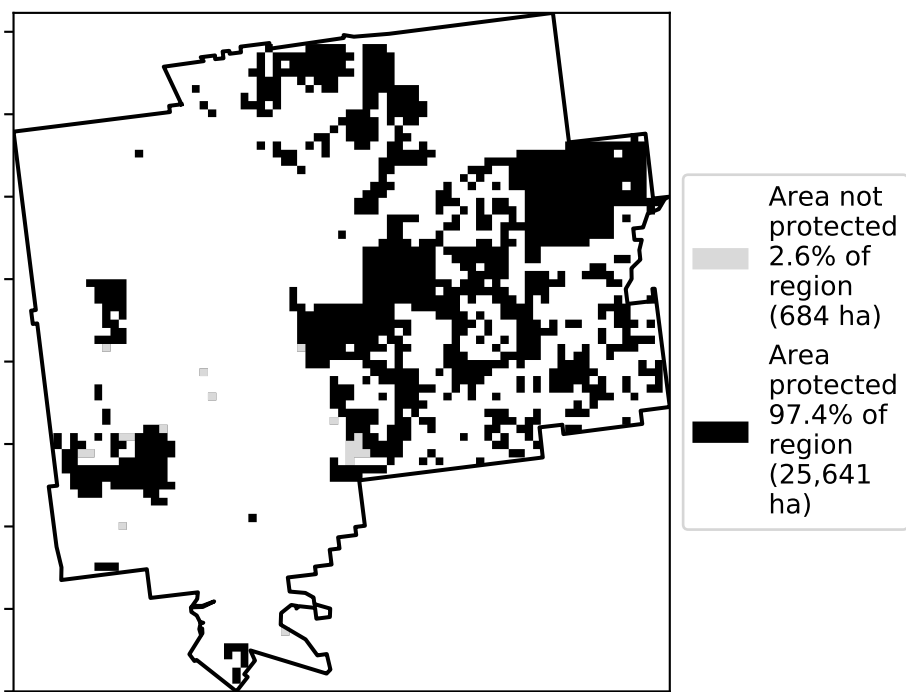 Area not
protected
2.6% of
region
(684 ha)
Area
protected
97.4% of
region
(25,641
ha)